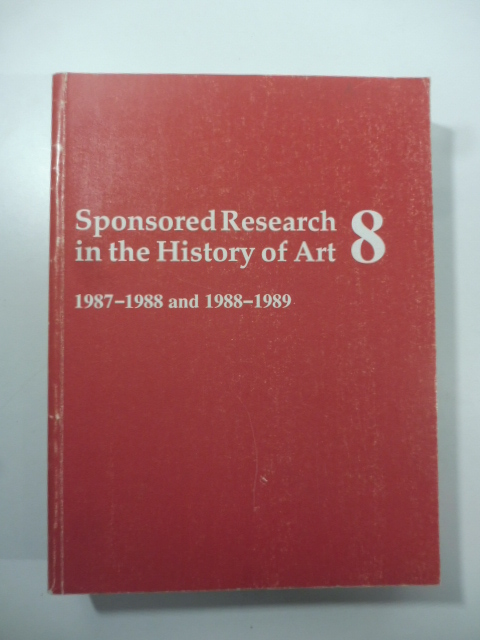 Sponsored Research
in the History of Art 8
1987–1988 and 1988–1989